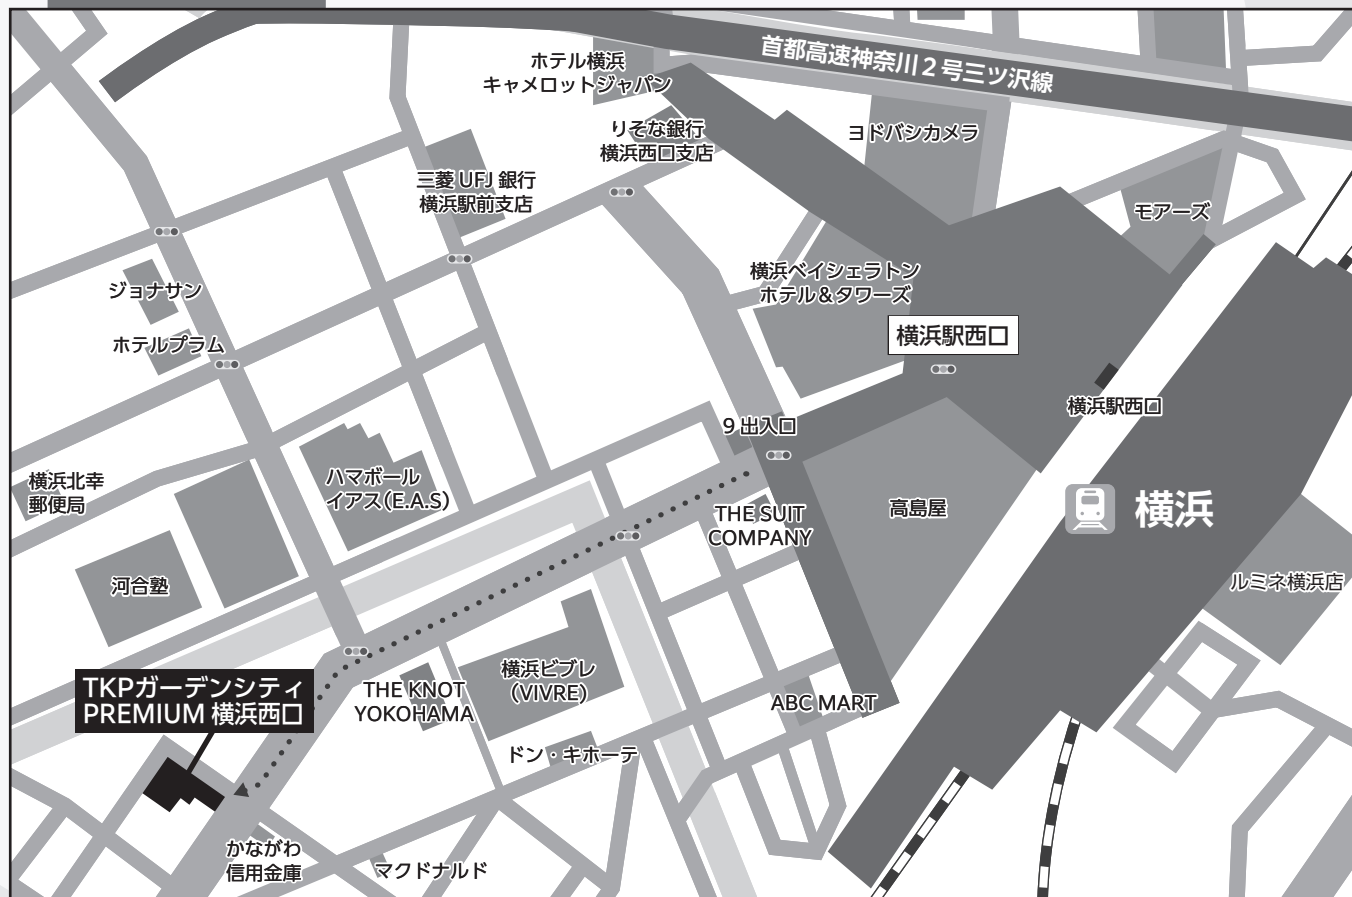 首都高速神奈川2号三ツ沢線
ホテル横浜
キャメロットジャパン
りそな銀行
横浜西口支店
ヨドバシカメラ
三菱 UFJ 銀行
横浜駅前支店
モアーズ
ジョナサン
横浜ベイシェラトン
ホテル&タワーズ
横浜駅西口
ホテルプラム
横浜駅西口
9 出入口
横浜北幸
郵便局
ハマボール
イアス(E.A.S)
THE SUIT
COMPANY
高島屋
横浜
河合塾
ルミネ横浜店
TKPガーデンシティ
PREMIUM 横浜西口
THE KNOT
YOKOHAMA
横浜ビブレ
(VIVRE)
ABC MART
ドン・キホーテ
かながわ
信用金庫
マクドナルド